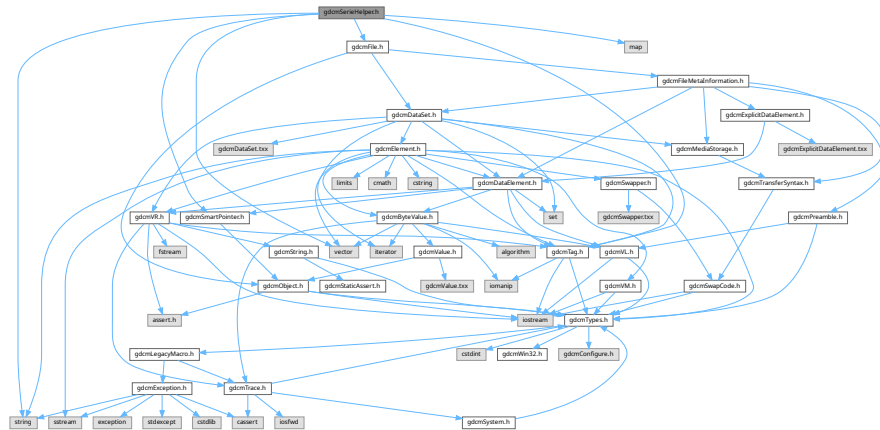 gdcmSerieHelper.h
gdcmFile.h
map
gdcmFileMetaInformation.h
gdcmDataSet.h
gdcmExplicitDataElement.h
gdcmDataSet.txx
gdcmElement.h
gdcmMediaStorage.h
gdcmExplicitDataElement.txx
limits
cmath
cstring
gdcmDataElement.h
gdcmSwapper.h
gdcmTransferSyntax.h
gdcmVR.h
gdcmSmartPointer.h
gdcmByteValue.h
set
gdcmSwapper.txx
gdcmPreamble.h
fstream
gdcmString.h
vector
iterator
gdcmValue.h
algorithm
gdcmTag.h
gdcmVL.h
gdcmObject.h
gdcmStaticAssert.h
gdcmValue.txx
iomanip
gdcmVM.h
gdcmSwapCode.h
assert.h
iostream
gdcmTypes.h
gdcmLegacyMacro.h
cstdint
gdcmWin32.h
gdcmConfigure.h
gdcmException.h
gdcmTrace.h
string
sstream
exception
stdexcept
cstdlib
cassert
iosfwd
gdcmSystem.h